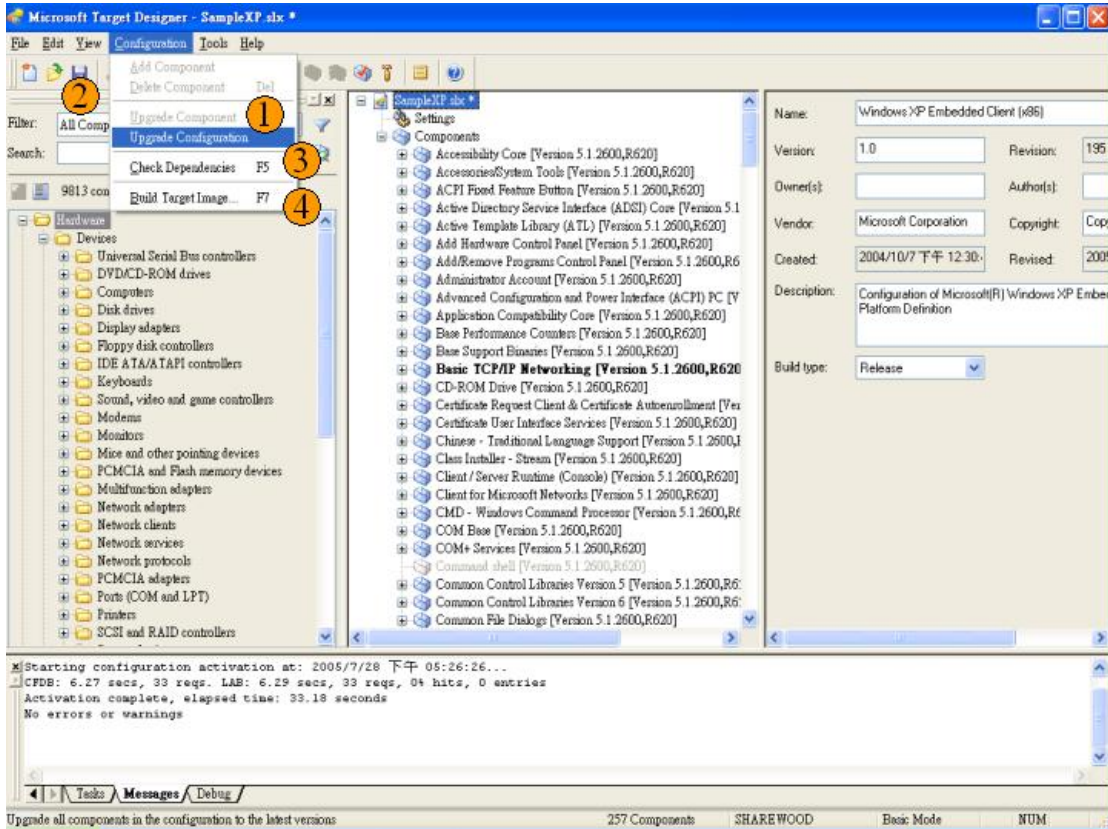 Microsoft Target Designer - SampleXP.slx *
File Edit View Configuration Tools Help
Add Component
Delete Component Del
Upgrade Component
Upgrade Configuration
Check Dependencies F5
Build Target Image... F7
1
2
3
4
Filter: All Comp
Search:
9813 con
Hardware
Devices
Universal Serial Bus controllers
DVD/CD-ROM drives
Computers
Disk drives
Display adapters
Floppy disk controllers
IDE ATA/ATAPI controllers
Keyboards
Sound, video and game controllers
Modems
Monitors
Mice and other pointing devices
PCMCIA and Flash memory devices
Multifunction adapters
Network adapters
Network clients
Network services
Network protocols
PCMCIA adapters
Ports (COM and LPT)
Printers
SCSI and RAID controllers
SampleXP.slx *
Settings
Components
Accessibility Core [Version 5.1.2600,R620]
Accessories/System Tools [Version 5.1.2600,R620]
ACPI Fixed Feature Button [Version 5.1.2600,R620]
Active Directory Service Interface (ADSI) Core [Version 5.1
Active Template Library (ATL) [Version 5.1.2600,R620]
Add Hardware Control Panel [Version 5.1.2600,R620]
Add/Remove Programs Control Panel [Version 5.1.2600,R6
Administrator Account [Version 5.1.2600,R620]
Advanced Configuration and Power Interface (ACPI) PC [V
Application Compatibility Core [Version 5.1.2600,R620]
Base Performance Counters [Version 5.1.2600,R620]
Base Support Binaries [Version 5.1.2600,R620]
Basic TCP/IP Networking [Version 5.1.2600,R620
CD-ROM Drive [Version 5.1.2600,R620]
Certificate Request Client & Certificate Autoenrollment [Ver
Certificate User Interface Services [Version 5.1.2600,R620]
Chinese - Traditional Language Support [Version 5.1.2600,R
Class Installer - Stream [Version 5.1.2600,R620]
Client / Server Runtime (Console) [Version 5.1.2600,R620]
Client for Microsoft Networks [Version 5.1.2600,R620]
CMD - Windows Command Processor [Version 5.1.2600,R6
COM Base [Version 5.1.2600,R620]
COM+ Services [Version 5.1.2600,R620]
Command shell [Version 5.1.2600,R620]
Common Control Libraries Version 5 [Version 5.1.2600,R6
Common Control Libraries Version 6 [Version 5.1.2600,R6
Common File Dialogs [Version 5.1.2600,R620]
Name: Windows XP Embedded Client (x86)
Version: 1.0 Revision: 195
Owner(s): Author(s):
Vendor: Microsoft Corporation Copyright: Cop
Created: 2004/10/7 下午 12:30: Revised: 2005
Description: Configuration of Microsoft(R) Windows XP Ember
Platform Definition
Build type: Release
Starting configuration activation at: 2005/7/28 下午 05:26:26...
CFDB: 6.27 secs, 33 reqs. LAB: 6.29 secs, 33 reqs, 0% hits, 0 entries
Activation complete, elapsed time: 33.18 seconds
No errors or warnings
Tasks Messages Debug
Upgrade all components in the configuration to the latest versions 257 Components SHAREWOOD Basic Mode NUM